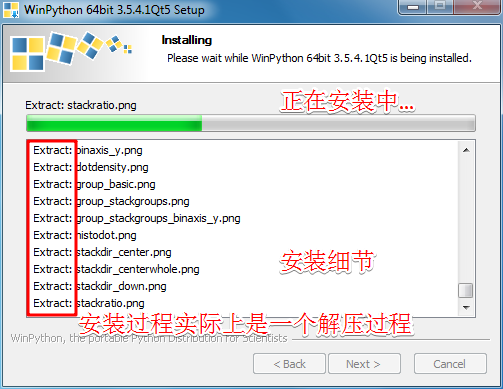 WinPython 64bit 3.5.4.1Qt5 Setup
Installing
Please wait while WinPython 64bit 3.5.4.1Qt5 is being installed.
Extract: stackratio.png
正在安装中...
Extract: binaxis_y.png
Extract: dotdensity.png
Extract: group_basic.png
Extract: group_stackgroups.png
Extract: group_stackgroups_binaxis_y.png
Extract: histodot.png
Extract: stackdir_center.png
Extract: stackdir_centerwhole.png
安装细节
Extract: stackdir_down.png
Extract: stackratio.png
安装过程实际上是一个解压过程
WinPython, the portable Python Distribution for Scientists
< Back
Next >
Cancel